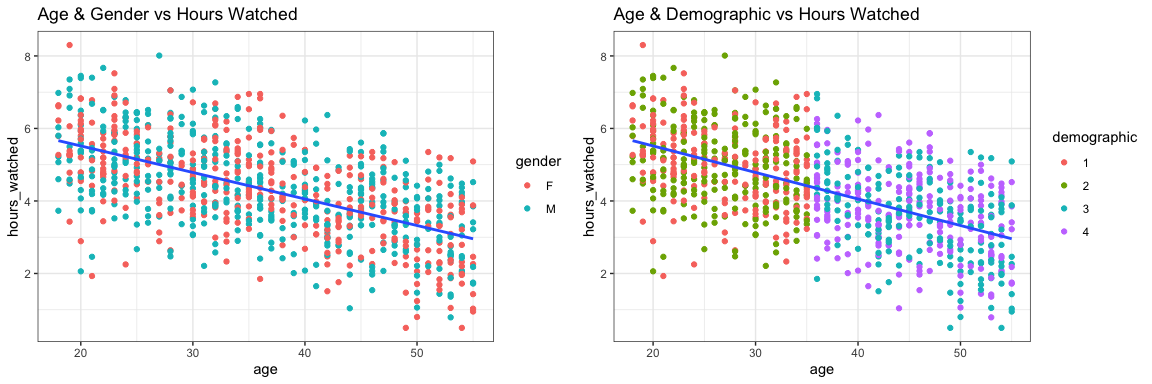 Age & Gender vs Hours Watched
8
6
4
2
hours_watched
20
30
40
50
age
gender
F
M
Age & Demographic vs Hours Watched
8
6
4
2
hours_watched
20
30
40
50
age
demographic
1
2
3
4